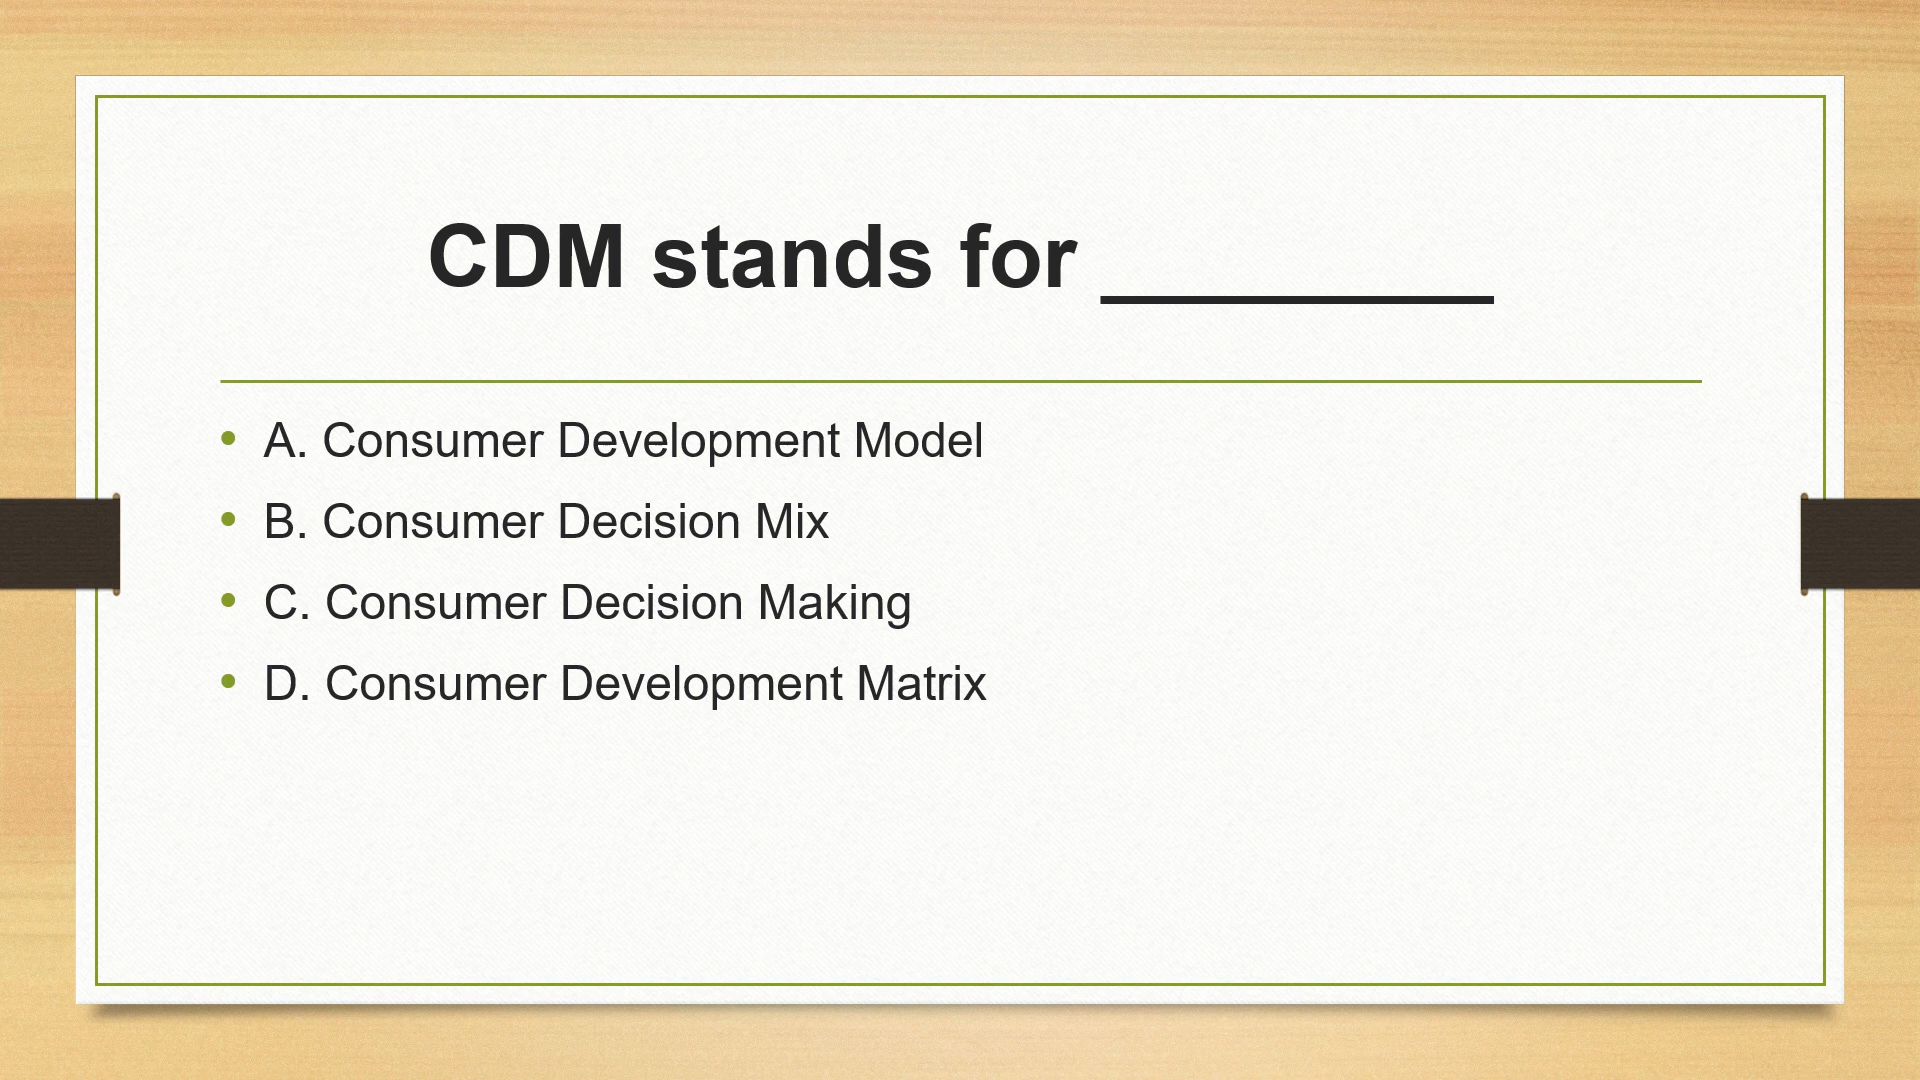 CDM stands for ________
• A. Consumer Development Model
• B. Consumer Decision Mix
• C. Consumer Decision Making
• D. Consumer Development Matrix